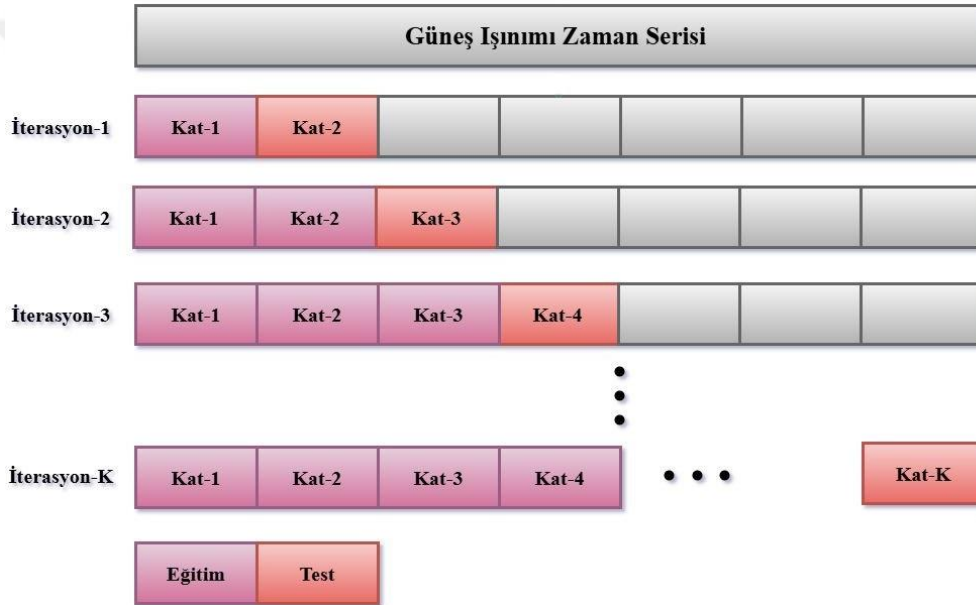 Güneş Işınımı Zaman Serisi
İterasyon-1 Kat-1 Kat-2
İterasyon-2 Kat-1 Kat-2 Kat-3
İterasyon-3 Kat-1 Kat-2 Kat-3 Kat-4
İterasyon-K Kat-1 Kat-2 Kat-3 Kat-4 Kat-K
Eğitim Test